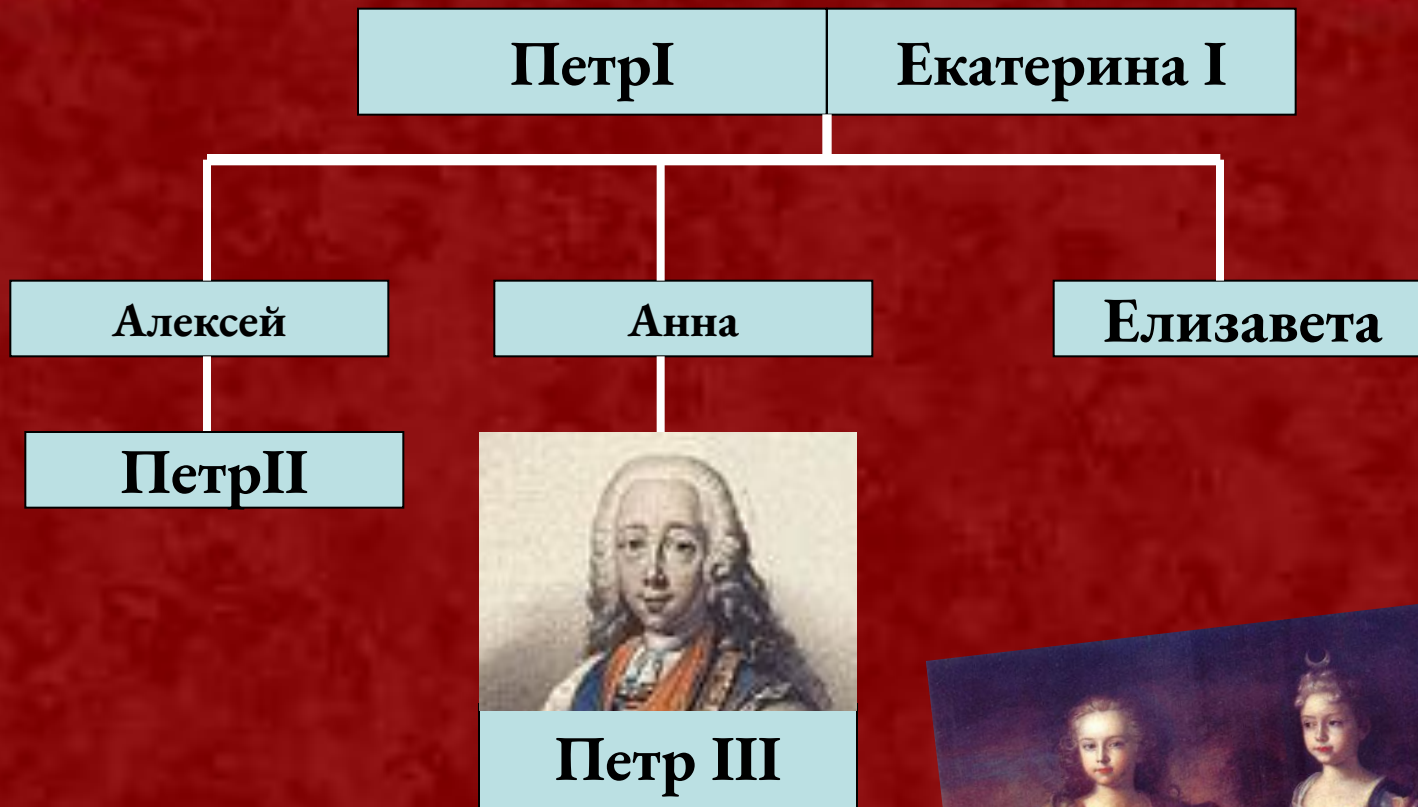 ПетрI
Екатерина I
Алексей
Анна
Елизавета
ПетрII
Петр III